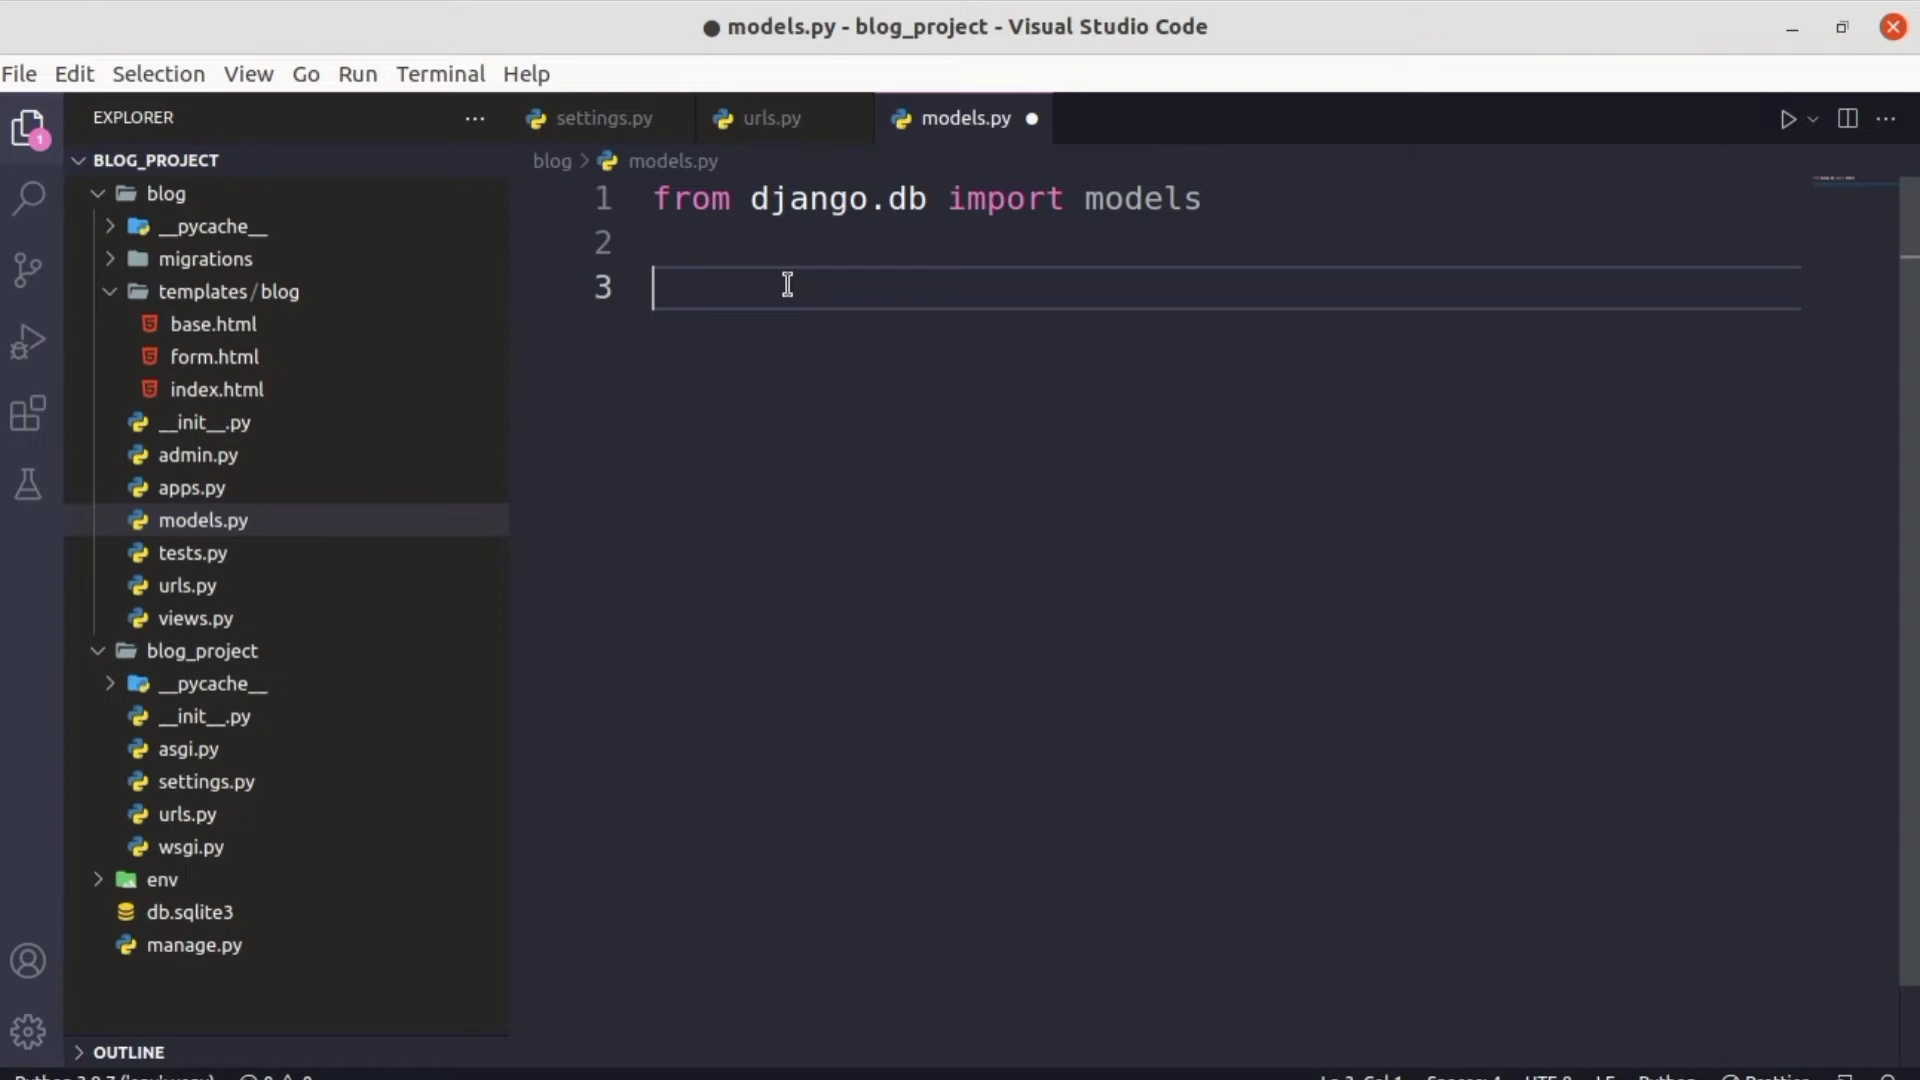 ● models.py - blog_project - Visual Studio Code
File Edit Selection View Go Run Terminal Help
1
EXPLORER
settings.py
urls.py
models.py
BLOG_PROJECT
blog
__pycache__
migrations
templates/blog
base.html
form.html
index.html
__init__.py
admin.py
apps.py
models.py
tests.py
urls.py
views.py
blog_project
__pycache__
__init__.py
asgi.py
settings.py
urls.py
wsgi.py
env
db.sqlite3
manage.py
OUTLINE
blog > models.py
1 from django.db import models
2
3